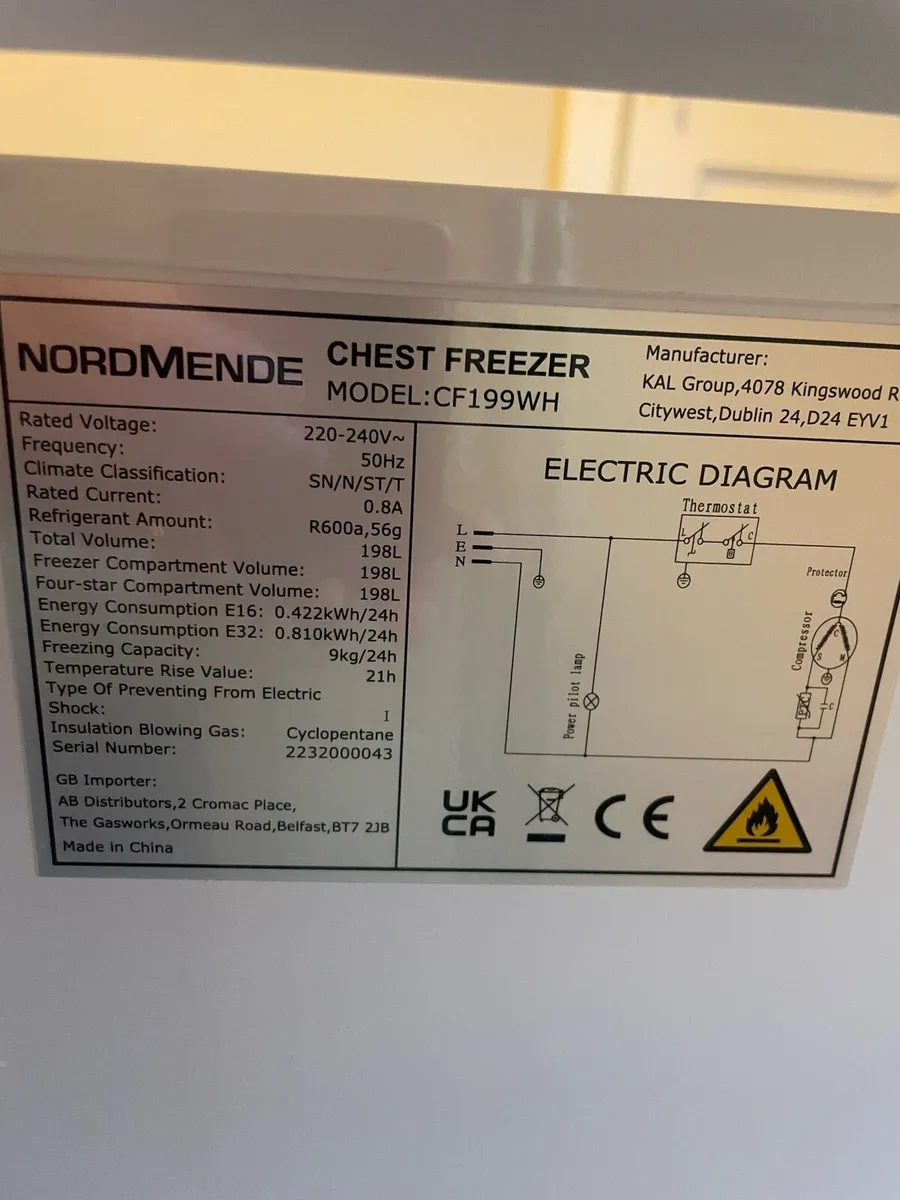 NORDMENDE
CHEST FREEZER
MODEL:CF199WH
Manufacturer:
KAL Group,4078 Kingswood R
Citywest,Dublin 24,D24 EYV1
Rated Voltage: 220-240V~
Frequency: 50Hz
Climate Classification: SN/N/ST/T
Rated Current: 0.8A
Refrigerant Amount: R600a,56g
Total Volume: 198L
Freezer Compartment Volume: 198L
Four-star Compartment Volume: 198L
Energy Consumption E16: 0.422kWh/24h
Energy Consumption E32: 0.810kWh/24h
Freezing Capacity: 9kg/24h
Temperature Rise Value: 21h
Type Of Preventing From Electric
Shock: I
Insulation Blowing Gas: Cyclopentane
Serial Number: 2232000043
GB Importer:
AB Distributors,2 Cromac Place,
The Gasworks,Ormeau Road,Belfast,BT7 2JB
Made in China
ELECTRIC DIAGRAM
Thermostat
L
E
N
L
C
Protector
Compressor
C
S
M
Power pilot lamp
PTC
C
UK
CA
CE